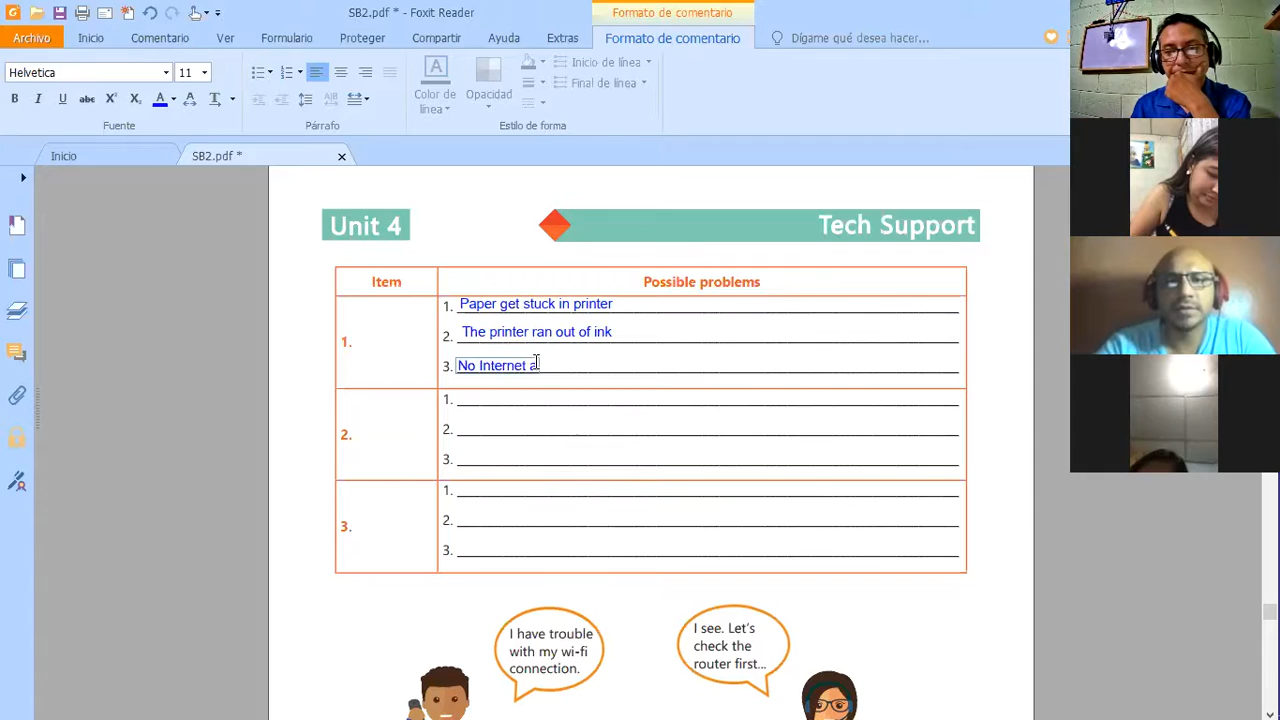 SB2.pdf * - Foxit Reader
Formato de comentario
Archivo Inicio Comentario Ver Formulario Proteger Compartir Ayuda Extras Formato de comentario Dígame qué desea hacer...
Helvetica 11
Color de línea
Opacidad
Inicio de línea
Final de línea
Fuente Párrafo Estilo de forma
Inicio SB2.pdf *
Unit 4 Tech Support
Item Possible problems
1.
1. Paper get stuck in printer
2. The printer ran out of ink
3. No Internet a
2.
1.
2.
3.
3.
1.
2.
3.
I have trouble
with my wi-fi
connection.
I see. Let's
check the
router first...